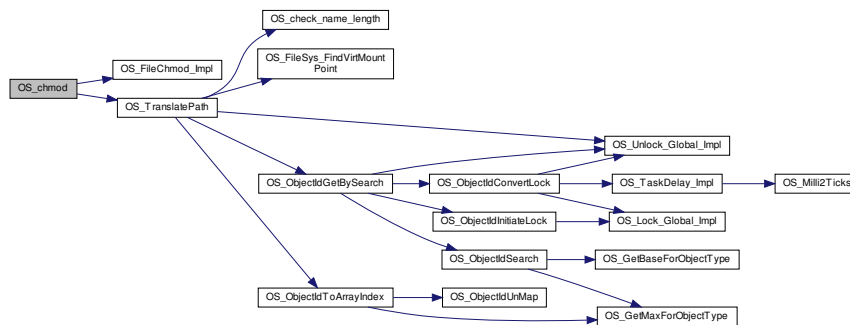 OS_check_name_length
OS_FileSys_FindVirtMount
Point
OS_FileChmod_Impl
OS_chmod
OS_TranslatePath
OS_Unlock_Global_Impl
OS_ObjectIdGetBySearch
OS_ObjectIdConvertLock
OS_TaskDelay_Impl
OS_Milli2Ticks
OS_ObjectIdInitiateLock
OS_Lock_Global_Impl
OS_ObjectIdSearch
OS_GetBaseForObjectType
OS_ObjectIdToArrayIndex
OS_ObjectIdUnMap
OS_GetMaxForObjectType